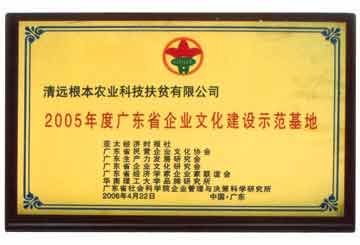 清远根本农业科技扶贫有限公司
2005年度广东省企业文化建设示范基地
亚太经济时报社
广东省民营企业文化协会
广东生产力发展研究会
广东省企业文化研究会
广东省经济学家企业家联谊会
华南理工大学品牌研究所
广东省社会科学院企业管理与决策科学研究所
2006年4月22日 中国·广东